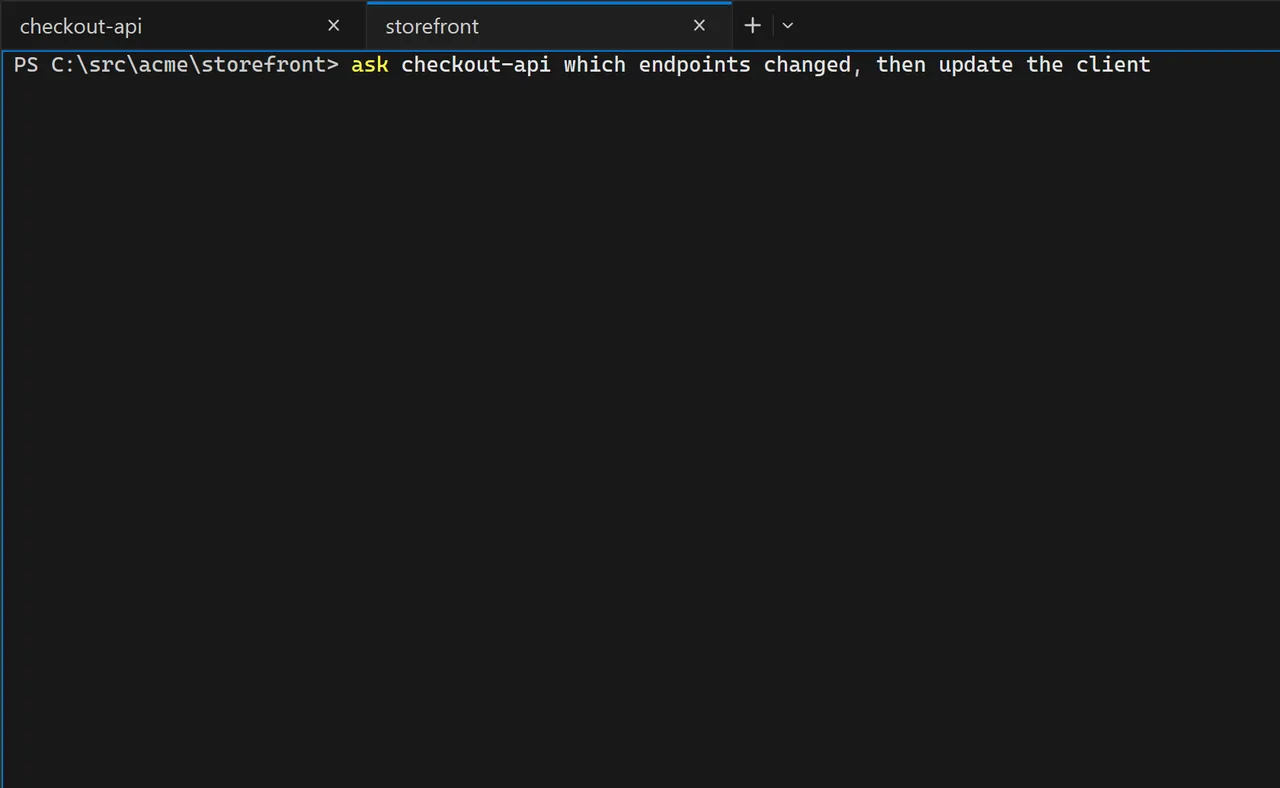 checkout-api
storefront
PS C:\src\acme\storefront> ask checkout-api which endpoints changed, then update the client